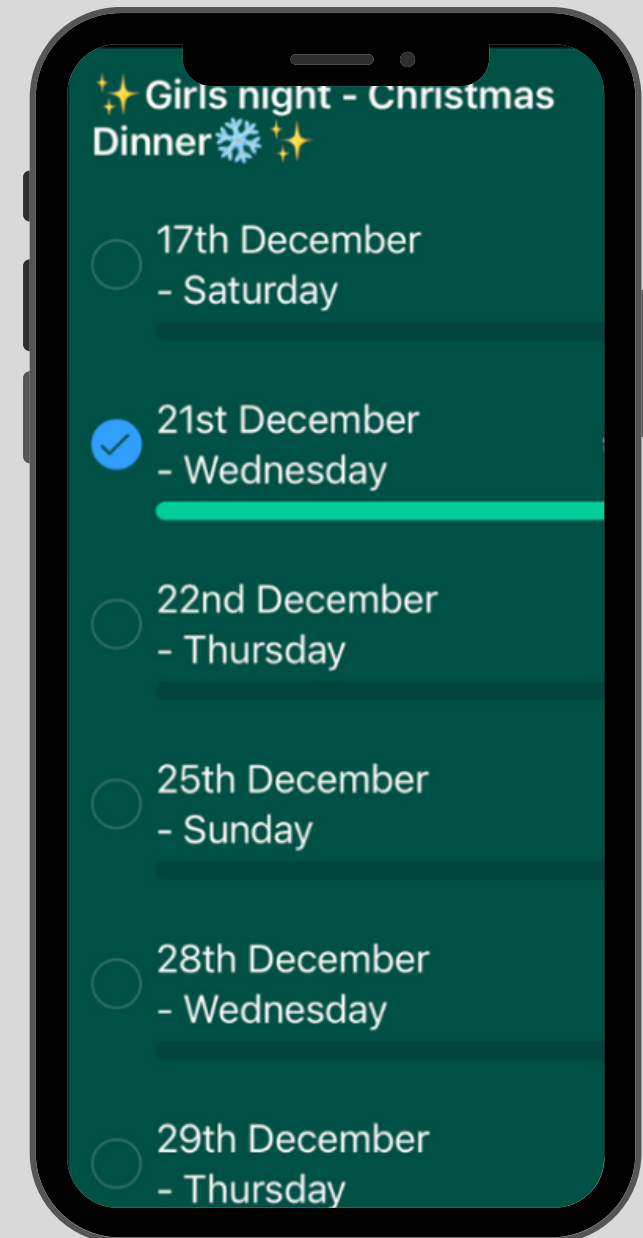 ✨Girls night - Christmas
Dinner❄️✨
17th December
- Saturday
21st December
- Wednesday
22nd December
- Thursday
25th December
- Sunday
28th December
- Wednesday
29th December
- Thursday